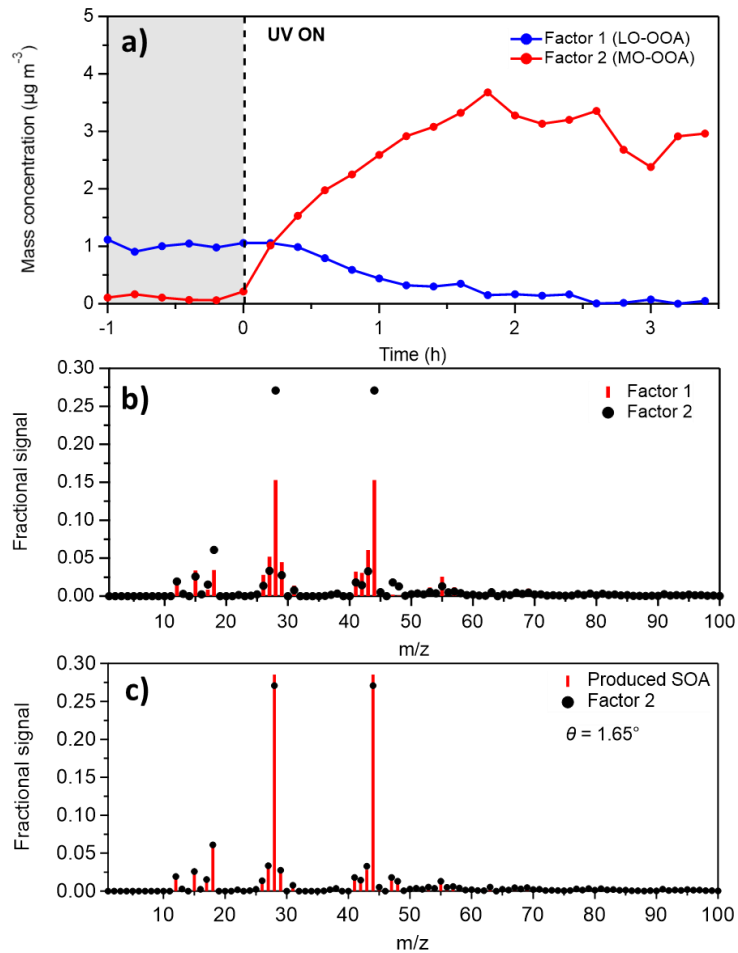 a)
UV ON
Factor 1 (LO-OOA)
Factor 2 (MO-OOA)
Mass concentration (µg m⁻³)
5
4
3
2
1
0
-1 0 1 2 3
Time (h)
b)
Factor 1
Factor 2
Fractional signal
0.30
0.25
0.20
0.15
0.10
0.05
0.00
10 20 30 40 50 60 70 80 90 100
m/z
c)
Produced SOA
Factor 2
θ = 1.65°
Fractional signal
0.30
0.25
0.20
0.15
0.10
0.05
0.00
10 20 30 40 50 60 70 80 90 100
m/z